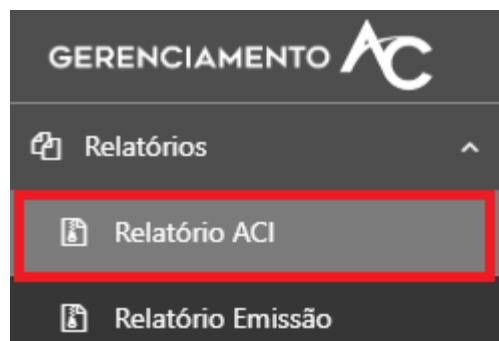 GERENCIAMENTO AC
Relatórios
Relatório ACI
Relatório Emissão